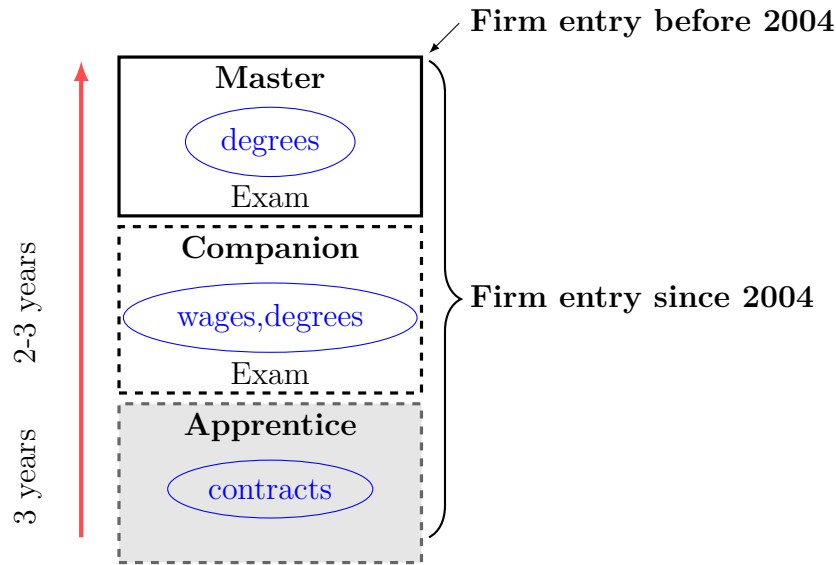 Firm entry before 2004
Master
degrees
Exam
Companion
wages,degrees
Exam
Firm entry since 2004
Apprentice
contracts
2-3 years
3 years